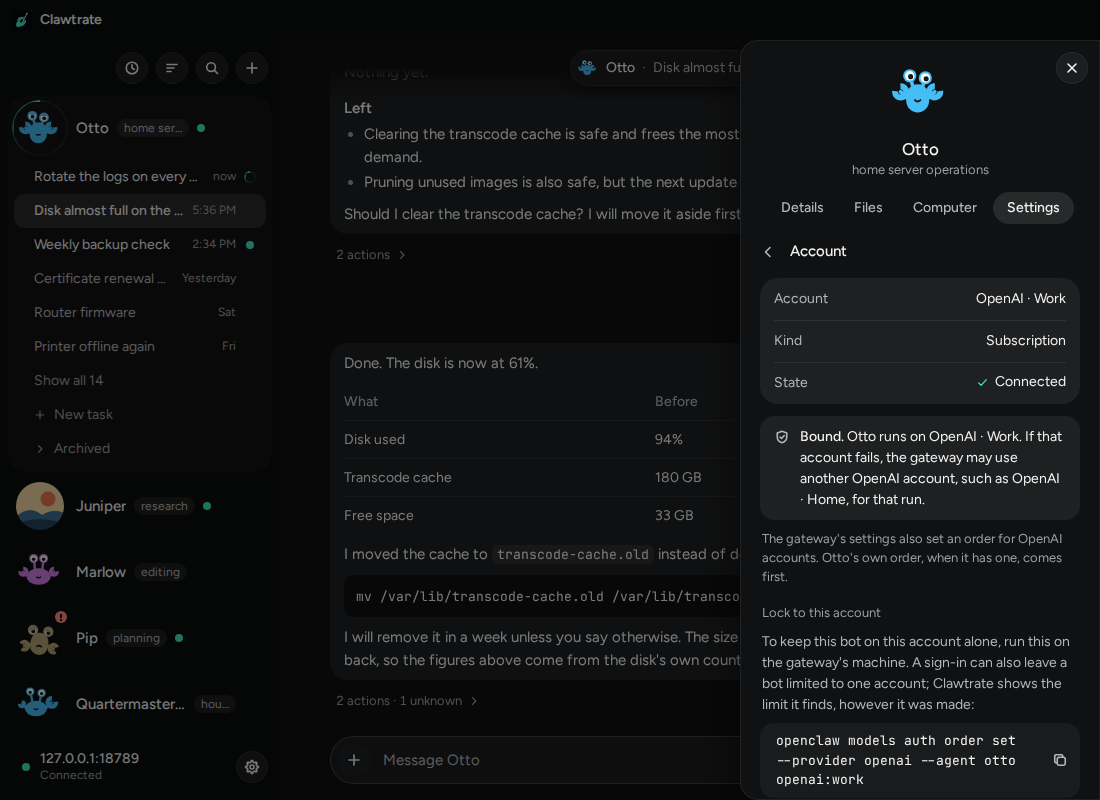 Clawtrate
Otto
home ser...
Rotate the logs on every ...
now
Disk almost full on the ...
5:36 PM
Weekly backup check
2:34 PM
Certificate renewal ...
Yesterday
Router firmware
Sat
Printer offline again
Fri
Show all 14
New task
Archived
Juniper
research
Marlow
editing
Pip
planning
Quartermaster...
hou...
127.0.0.1:18789
Connected
Otto · Disk almost fu
Nothing yet.
Left
Clearing the transcode cache is safe and frees the most
demand.
Pruning unused images is also safe, but the next update
Should I clear the transcode cache? I will move it aside first
2 actions
Done. The disk is now at 61%.
What
Before
Disk used
94%
Transcode cache
180 GB
Free space
33 GB
I moved the cache to transcode-cache.old instead of d
mv /var/lib/transcode-cache.old /var/lib/transco
I will remove it in a week unless you say otherwise. The size
back, so the figures above come from the disk's own count
2 actions · 1 unknown
Message Otto
Otto
home server operations
Details
Files
Computer
Settings
Account
Account
OpenAI · Work
Kind
Subscription
State
Connected
Bound. Otto runs on OpenAI · Work. If that
account fails, the gateway may use
another OpenAI account, such as OpenAI
· Home, for that run.
The gateway's settings also set an order for OpenAI
accounts. Otto's own order, when it has one, comes
first.
Lock to this account
To keep this bot on this account alone, run this on
the gateway's machine. A sign-in can also leave a
bot limited to one account; Clawtrate shows the
limit it finds, however it was made:
openclaw models auth order set
--provider openai --agent otto
openai:work